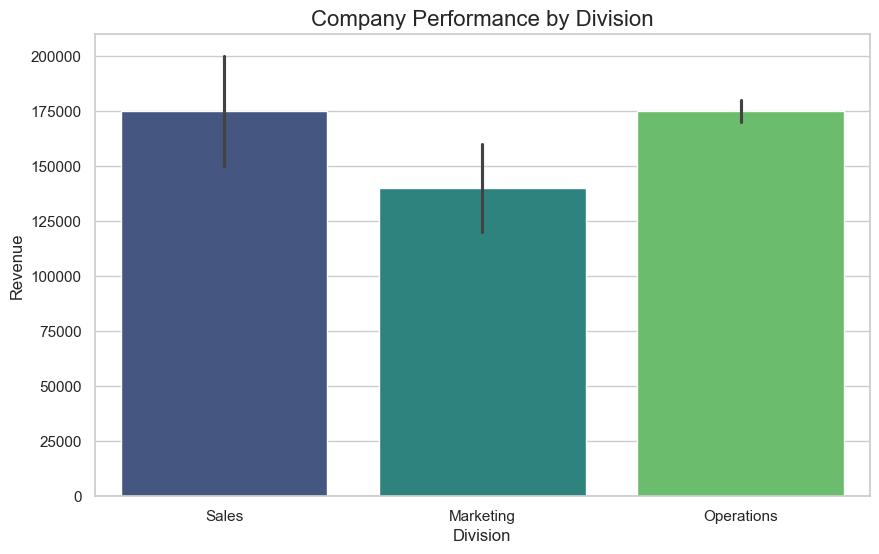 Company Performance by Division
200000
175000
150000
125000
100000
75000
50000
25000
0
Revenue
Sales
Marketing
Operations
Division